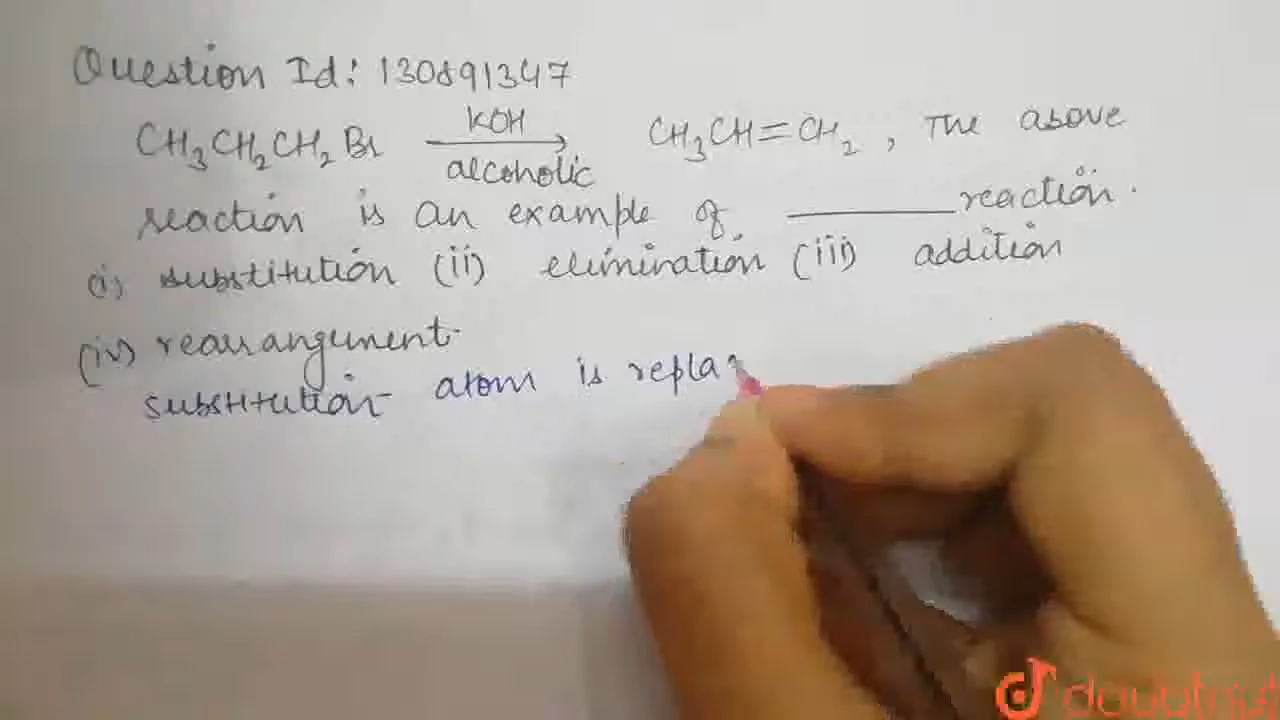 Question Id: 130891347
CH₃CH₂CH₂Br KOH alcoholic → CH₃CH=CH₂, The above
reaction is an example of ______ reaction.
(i) substitution (ii) elimination (iii) addition
(iv) rearrangement.
substitution- atom is repla
doubtnut